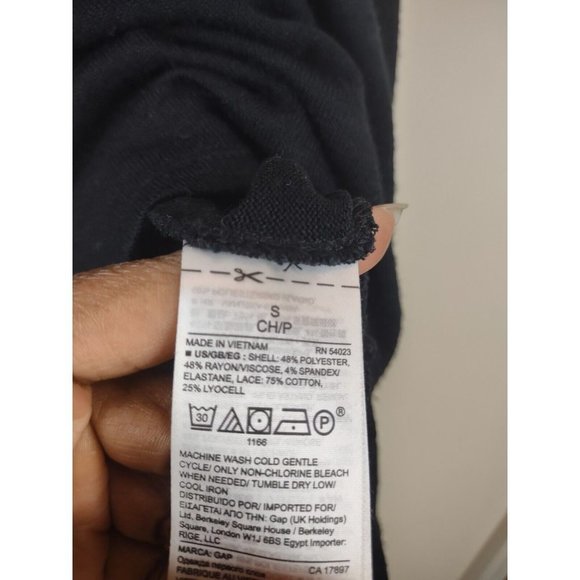 S
CH/P
MADE IN VIETNAM RN 54023
■ US/GB/EG : SHELL: 48% POLYESTER,
48% RAYON/VISCOSE, 4% SPANDEX/
ELASTANE, LACE: 75% COTTON,
25% LYOCELL
30 P ®
1166
MACHINE WASH COLD GENTLE
CYCLE/ ONLY NON-CHLORINE BLEACH
WHEN NEEDED/ TUMBLE DRY LOW/
COOL IRON
DISTRIBUIDO POR/ IMPORTED FOR/
ΕΙΣΑΓΕΤΑΙ ΑΠΟ ΤΗΝ: Gap (UK Holdings)
Ltd, Berkeley Square House / Berkeley
Square, London W1J 6BS Egypt Importer:
RIGE, LLC
MARCA: GAP CA 17897
Одежда первого слоя